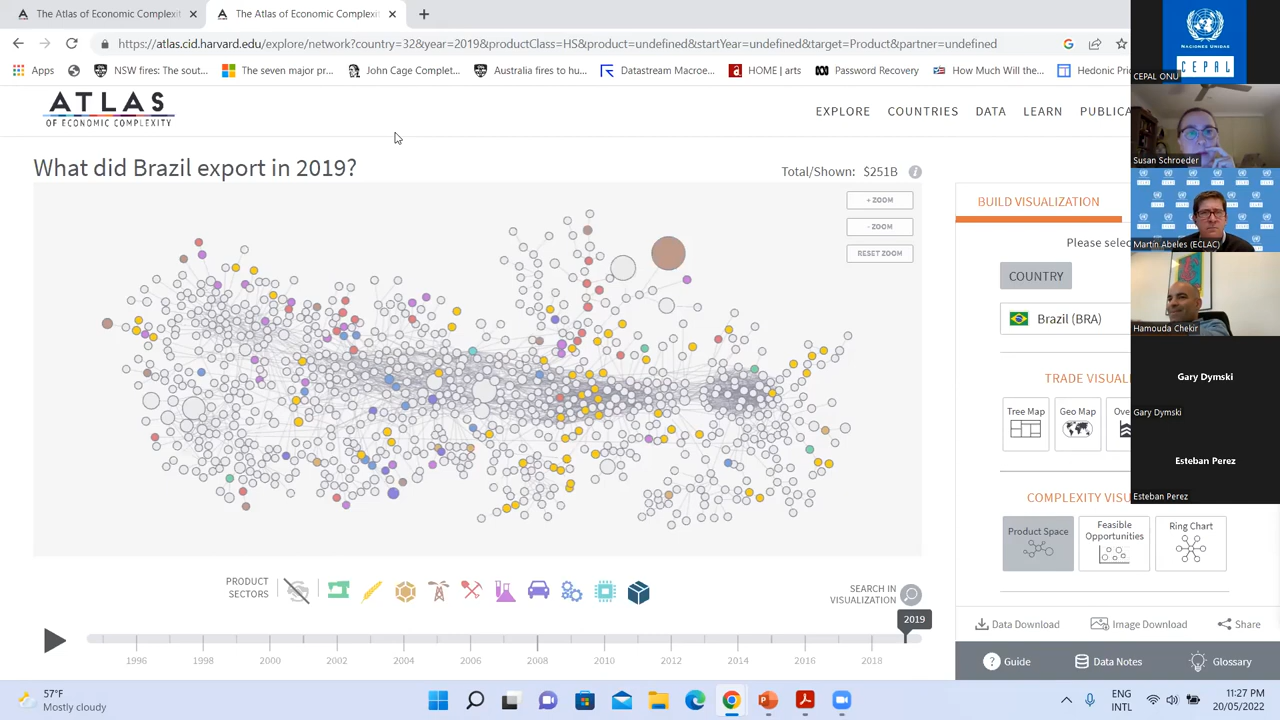 The Atlas of Economic Complexit
The Atlas of Economic Complexit
https://atlas.cid.harvard.edu/explore/network?country=32&year=2019&productClass=HS&product=undefined&startYear=undefined&target=Product&partner=undefined
Apps
NSW fires: The sout...
The seven major pr...
John Cage Complet...
Australia fires to hu...
Datastream Macroe...
HOME | arts
Password Recovery
How Much Will the...
Hedonic Pri
ATLAS
OF ECONOMIC COMPLEXITY
EXPLORE
COUNTRIES
DATA
LEARN
PUBLICA
What did Brazil export in 2019?
Total/Shown: $251B
+ ZOOM
- ZOOM
RESET ZOOM
BUILD VISUALIZATION
Please selec
COUNTRY
Brazil (BRA)
TRADE VISUAL
Tree Map
Geo Map
Ove
COMPLEXITY VISU
Product Space
Feasible
Opportunities
Ring Chart
PRODUCT
SECTORS
SEARCH IN
VISUALIZATION
2019
1996
1998
2000
2002
2004
2006
2008
2010
2012
2014
2016
2018
Data Download
Image Download
Share
Guide
Data Notes
Glossary
NACIONES UNIDAS
CEPAL
CEPAL ONU
Susan Schroeder
Martín Abeles (ECLAC)
Hamouda Chekir
Gary Dymski
Gary Dymski
Esteban Perez
Esteban Perez
57°F
Mostly cloudy
ENG
INTL
11:27 PM
20/05/2022